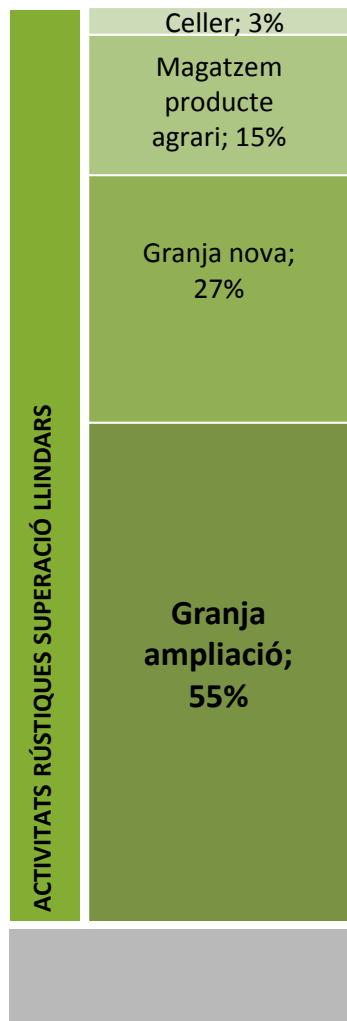 Celler; 3%
Magatzem
producte
agrari; 15%
Granja nova;
27%
Granja
ampliació;
55%
ACTIVITATS RÚSTIQUES SUPERACIÓ LLINDARS